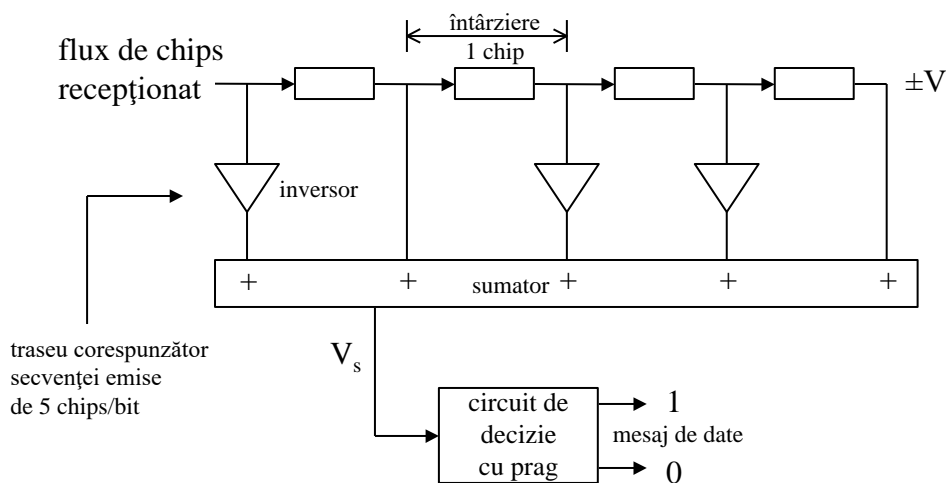 întârziere
1 chip
flux de chips
recepţionat
±V
inversor
+ + + + +
sumator
traseu corespunzător
secvenţei emise
de 5 chips/bit
Vs
circuit de
decizie
cu prag
1
mesaj de date
0